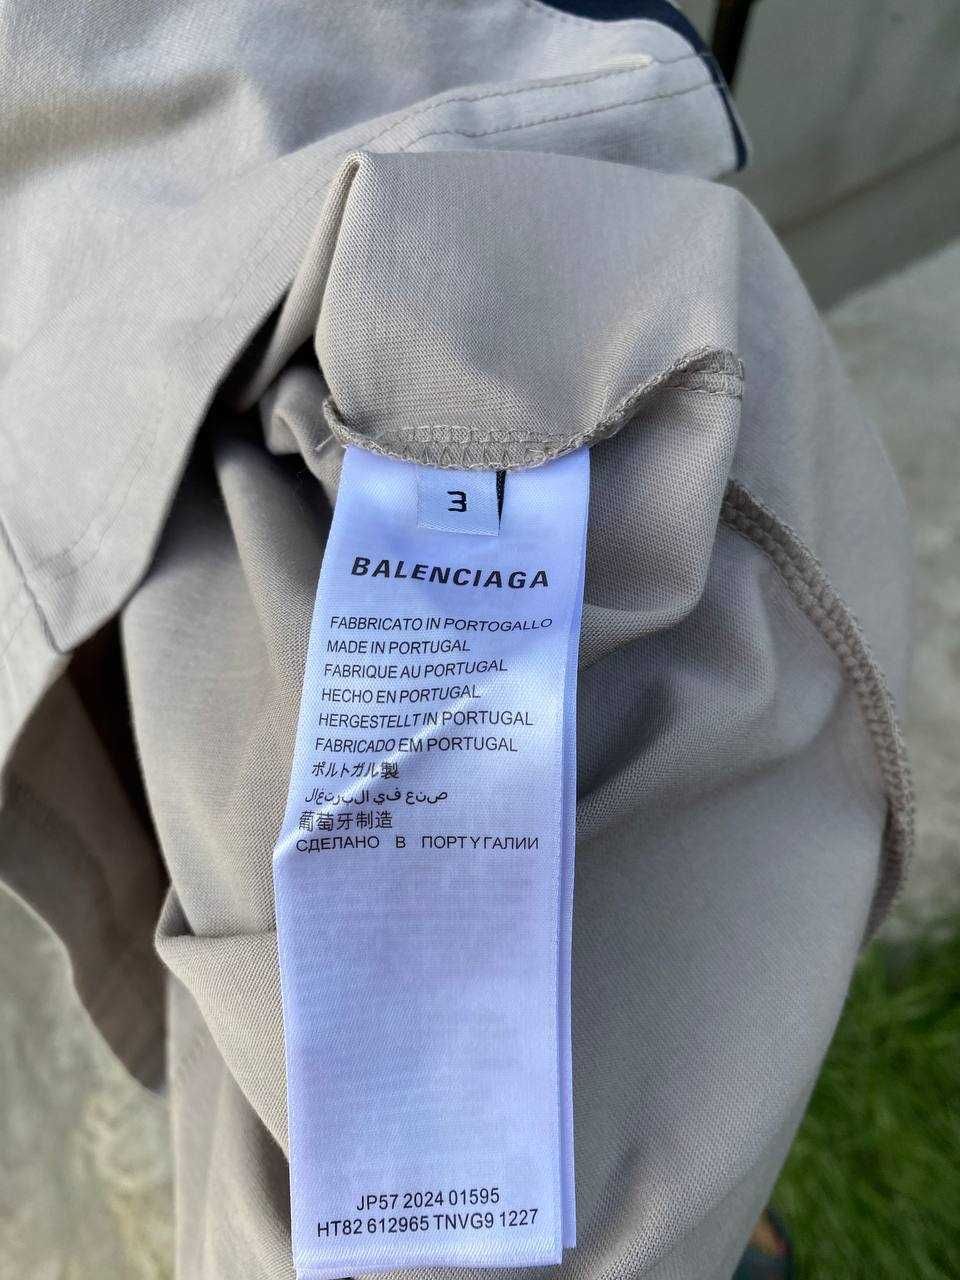 3
BALENCIAGA
FABBRICATO IN PORTOGALLO
MADE IN PORTUGAL
FABRIQUE AU PORTUGAL
HECHO EN PORTUGAL
HERGESTELLT IN PORTUGAL
FABRICADO EM PORTUGAL
ポルトガル製
صنع في البرتغال
葡萄牙制造
СДЕЛАНО В ПОРТУГАЛИИ
JP57 2024 01595
HT82 612965 TNVG9 1227